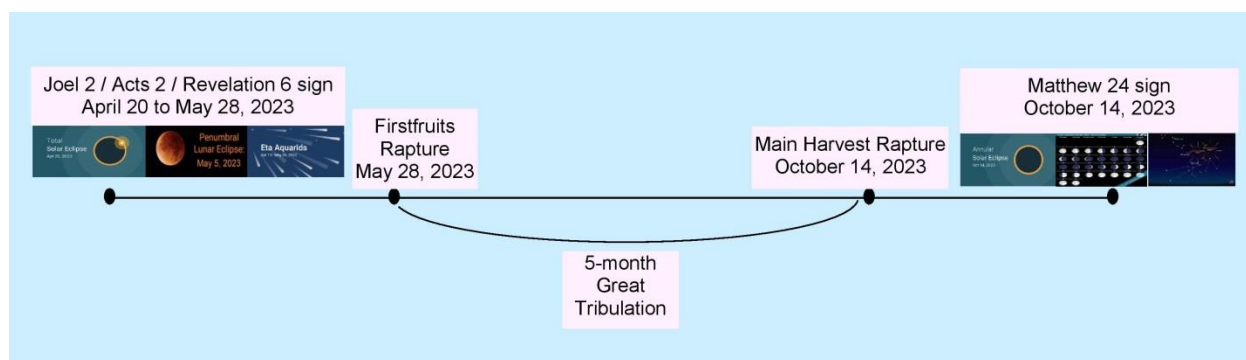 Joel 2 / Acts 2 / Revelation 6 sign
April 20 to May 28, 2023
Total
Solar Eclipse
Penumbral
Lunar Eclipse:
May 5, 2023
Eta Aquarids
Firstfruits
Rapture
May 28, 2023
5-month
Great
Tribulation
Main Harvest Rapture
October 14, 2023
Matthew 24 sign
October 14, 2023
Annular
Solar Eclipse